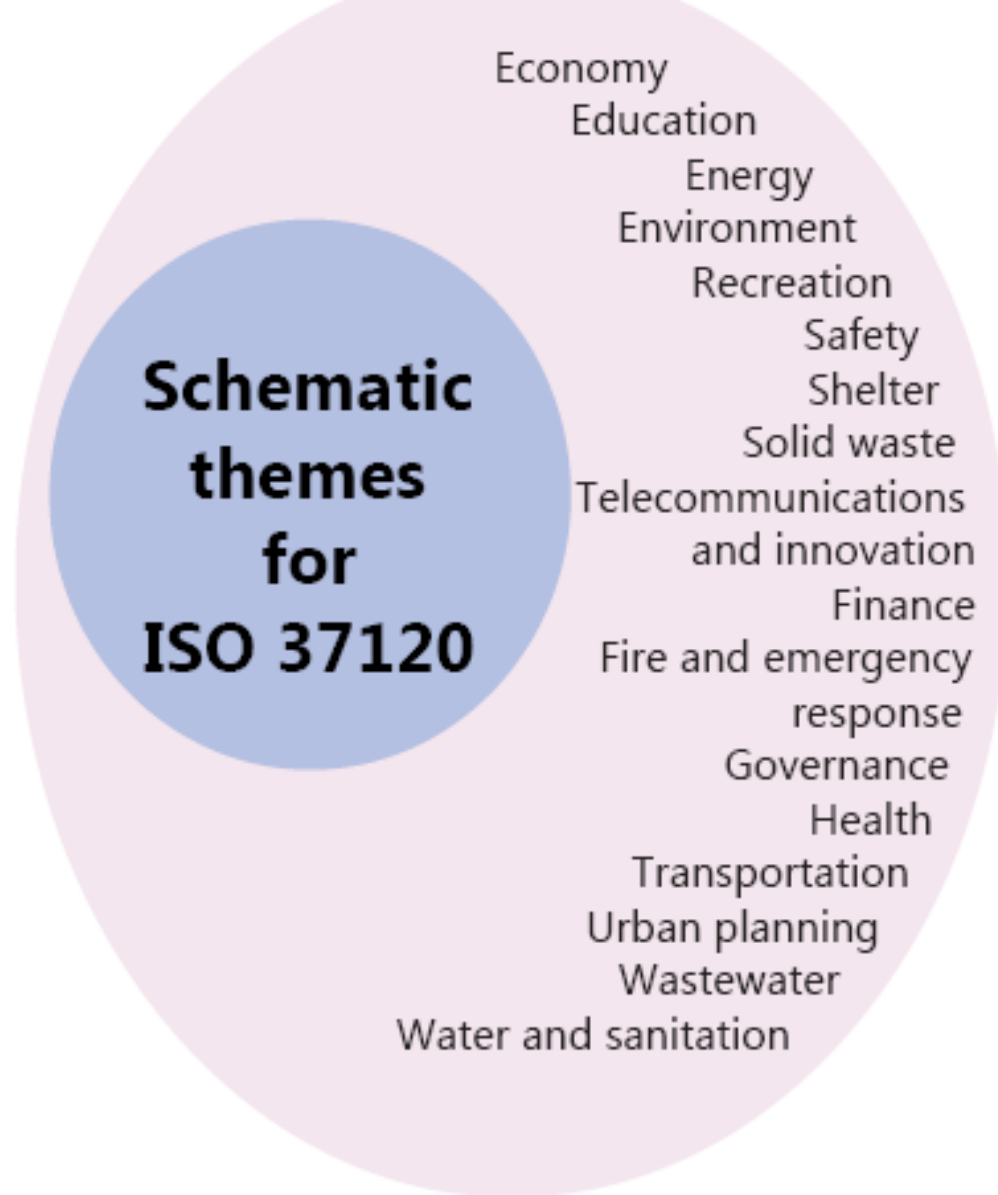 Economy
Education
Energy
Environment
Recreation
Safety
Shelter
Solid waste
Telecommunications
and innovation
Finance
Fire and emergency
response
Governance
Health
Transportation
Urban planning
Wastewater
Water and sanitation
Schematic
themes
for
ISO 37120